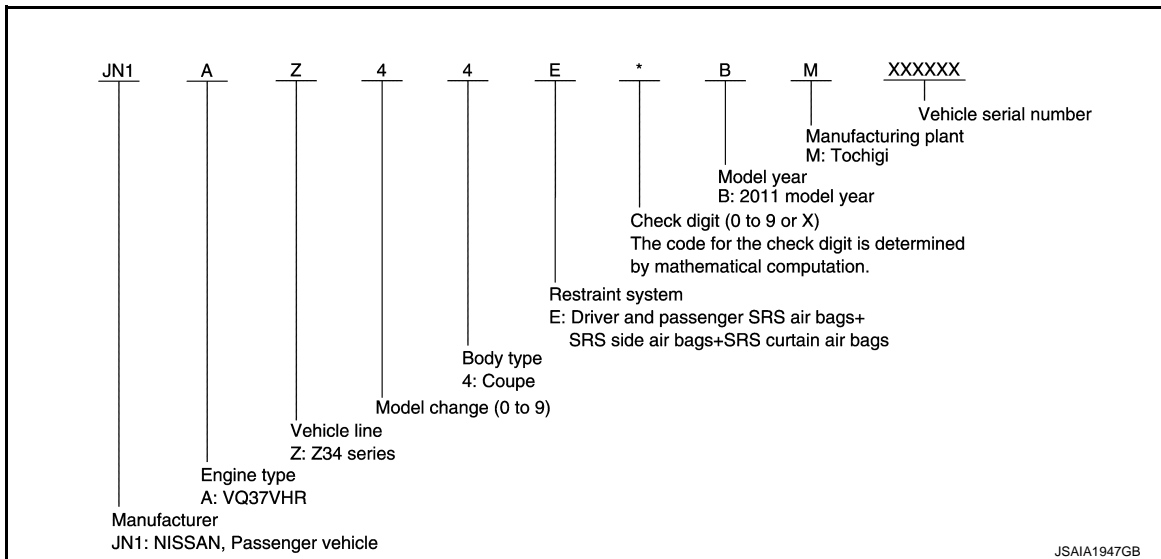 JN1 A Z 4 4 E * B M XXXXXX
Vehicle serial number
Manufacturing plant
M: Tochigi
Model year
B: 2011 model year
Check digit (0 to 9 or X)
The code for the check digit is determined
by mathematical computation.
Restraint system
E: Driver and passenger SRS air bags+
SRS side air bags+SRS curtain air bags
Body type
4: Coupe
Model change (0 to 9)
Vehicle line
Z: Z34 series
Engine type
A: VQ37VHR
Manufacturer
JN1: NISSAN, Passenger vehicle
JSAIA1947GB